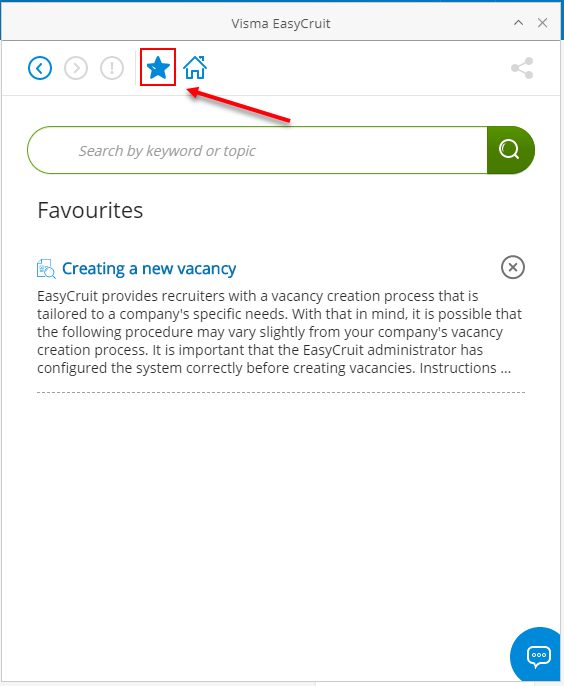 Visma EasyCruit
Search by keyword or topic
Favourites
Creating a new vacancy
EasyCruit provides recruiters with a vacancy creation process that is
tailored to a company's specific needs. With that in mind, it is possible that
the following procedure may vary slightly from your company's vacancy
creation process. It is important that the EasyCruit administrator has
configured the system correctly before creating vacancies. Instructions ...